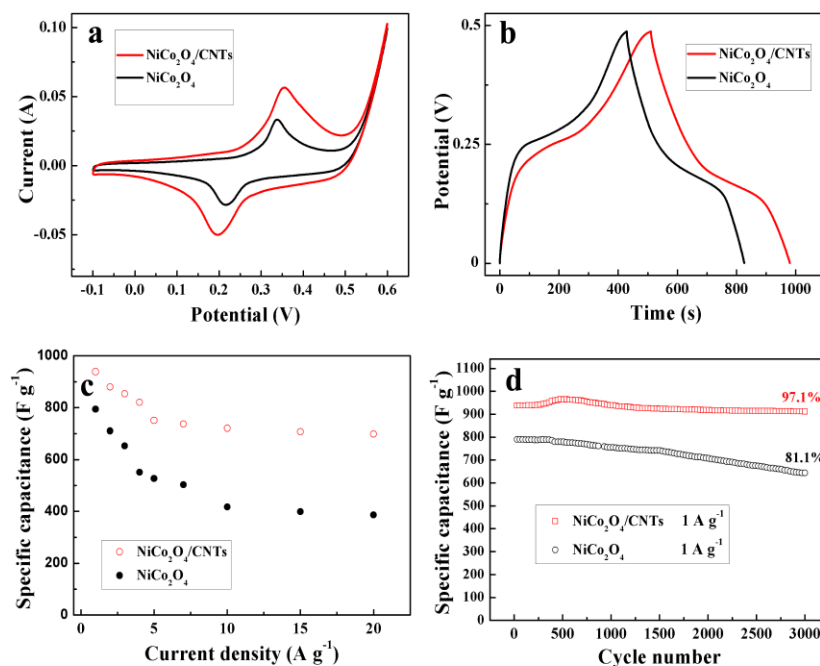 a
NiCo₂O₄/CNTs
NiCo₂O₄
Current (A)
0.10
0.05
0.00
-0.05
-0.1 0.0 0.1 0.2 0.3 0.4 0.5 0.6
Potential (V)
b
NiCo₂O₄/CNTs
NiCo₂O₄
Potential (V)
0.5
0.25
0
0 200 400 600 800 1000
Time (s)
c
Specific capacitance (F g⁻¹)
1000
800
600
400
200
0
NiCo₂O₄/CNTs
NiCo₂O₄
0 5 10 15 20
Current density (A g⁻¹)
d
Specific capacitance (F g⁻¹)
1100
1000
900
800
700
600
500
400
300
200
100
0
97.1%
81.1%
NiCo₂O₄/CNTs 1 A g⁻¹
NiCo₂O₄ 1 A g⁻¹
0 500 1000 1500 2000 2500 3000
Cycle number